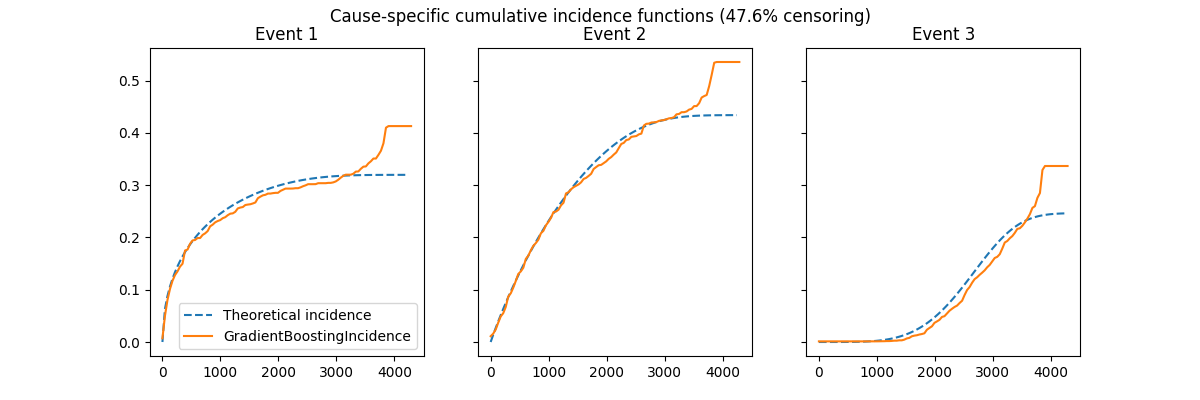 Cause-specific cumulative incidence functions (47.6% censoring)
Event 1
Event 2
Event 3
0.5
0.4
0.3
0.2
0.1
0.0
Theoretical incidence
GradientBoostingIncidence
0 1000 2000 3000 4000
0 1000 2000 3000 4000
0 1000 2000 3000 4000